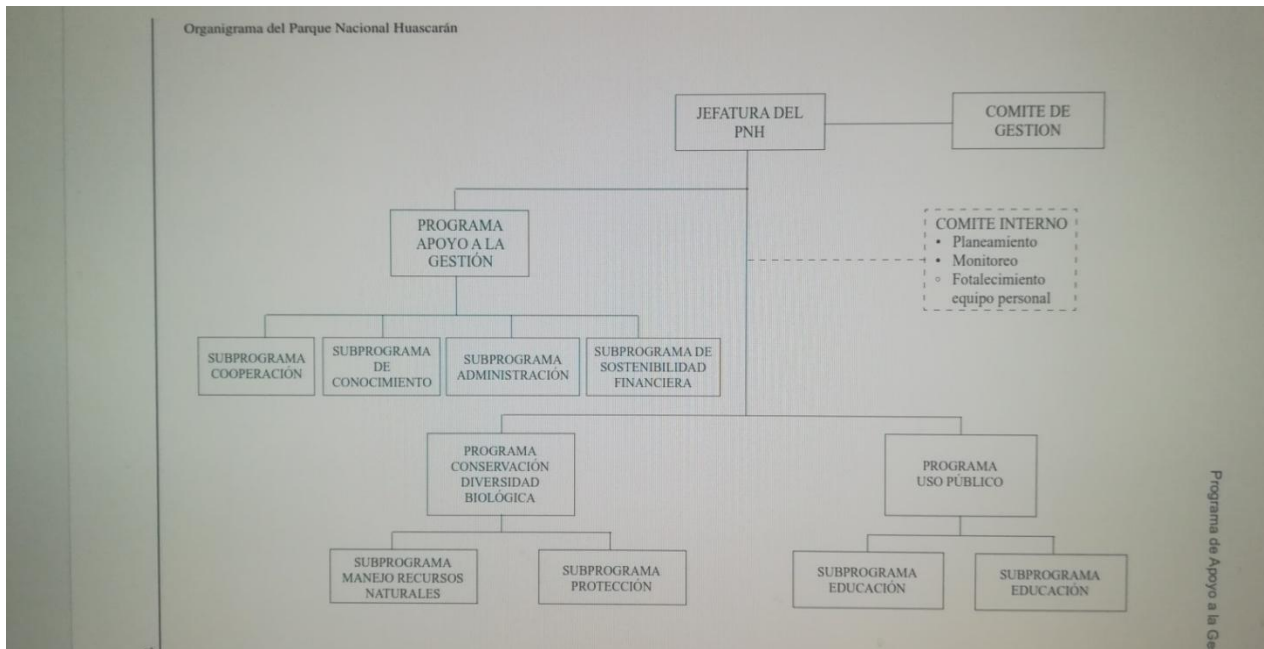 Organigrama del Parque Nacional Huascarán
JEFATURA DEL
PNH
COMITE DE
GESTION
PROGRAMA
APOYO A LA
GESTIÓN
COMITE INTERNO
• Planeamiento
• Monitoreo
○ Fotalecimiento
equipo personal
SUBPROGRAMA
COOPERACIÓN
SUBPROGRAMA
DE
CONOCIMIENTO
SUBPROGRAMA
ADMINISTRACIÓN
SUBPROGRAMA DE
SOSTENIBILIDAD
FINANCIERA
PROGRAMA
CONSERVACIÓN
DIVERSIDAD
BIOLÓGICA
PROGRAMA
USO PÚBLICO
SUBPROGRAMA
MANEJO RECURSOS
NATURALES
SUBPROGRAMA
PROTECCIÓN
SUBPROGRAMA
EDUCACIÓN
SUBPROGRAMA
EDUCACIÓN
Programa de Apoyo a la Ge